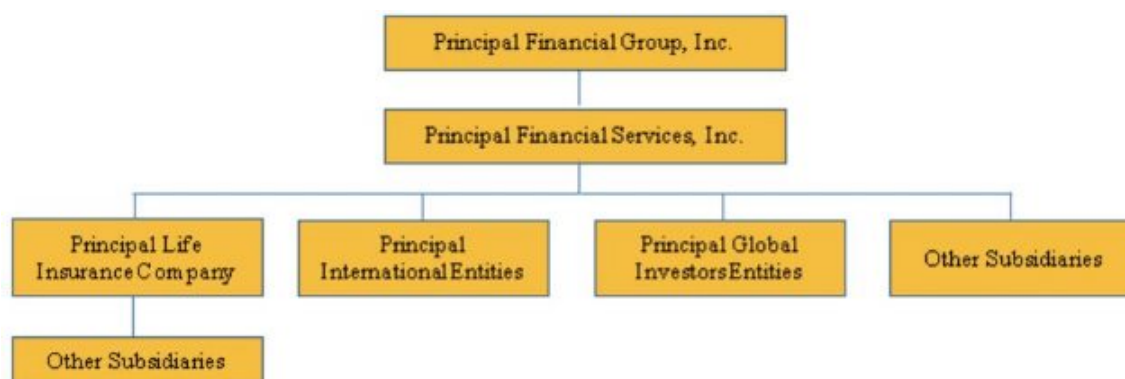 Principal Financial Group, Inc.
Principal Financial Services, Inc.
Principal Life
Insurance Company
Principal
International Entities
Principal Global
Investors Entities
Other Subsidiaries
Other Subsidiaries